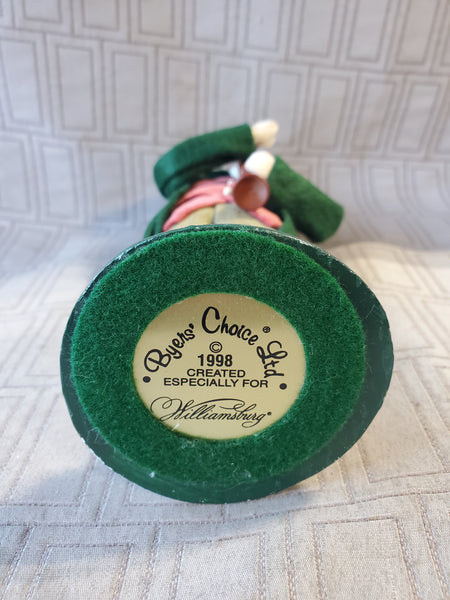 • Byers' Choice® Ltd •
©
1998
CREATED
ESPECIALLY FOR
Williamsburg®